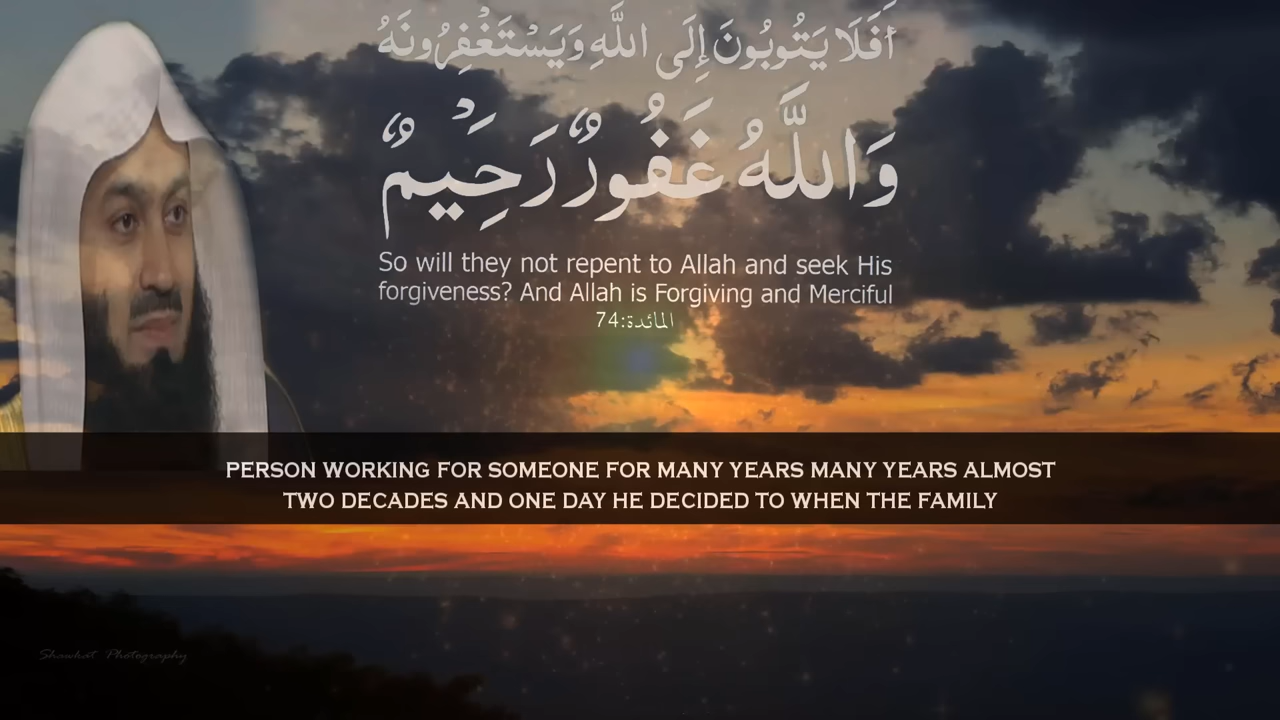 أَفَلَا يَتُوبُونَ إِلَى اللَّهِ وَيَسْتَغْفِرُونَهُ
وَاللَّهُ غَفُورٌ رَحِيمٌ
So will they not repent to Allah and seek His
forgiveness? And Allah is Forgiving and Merciful
المائدة:74
PERSON WORKING FOR SOMEONE FOR MANY YEARS MANY YEARS ALMOST
TWO DECADES AND ONE DAY HE DECIDED TO WHEN THE FAMILY
Shawkat Photography